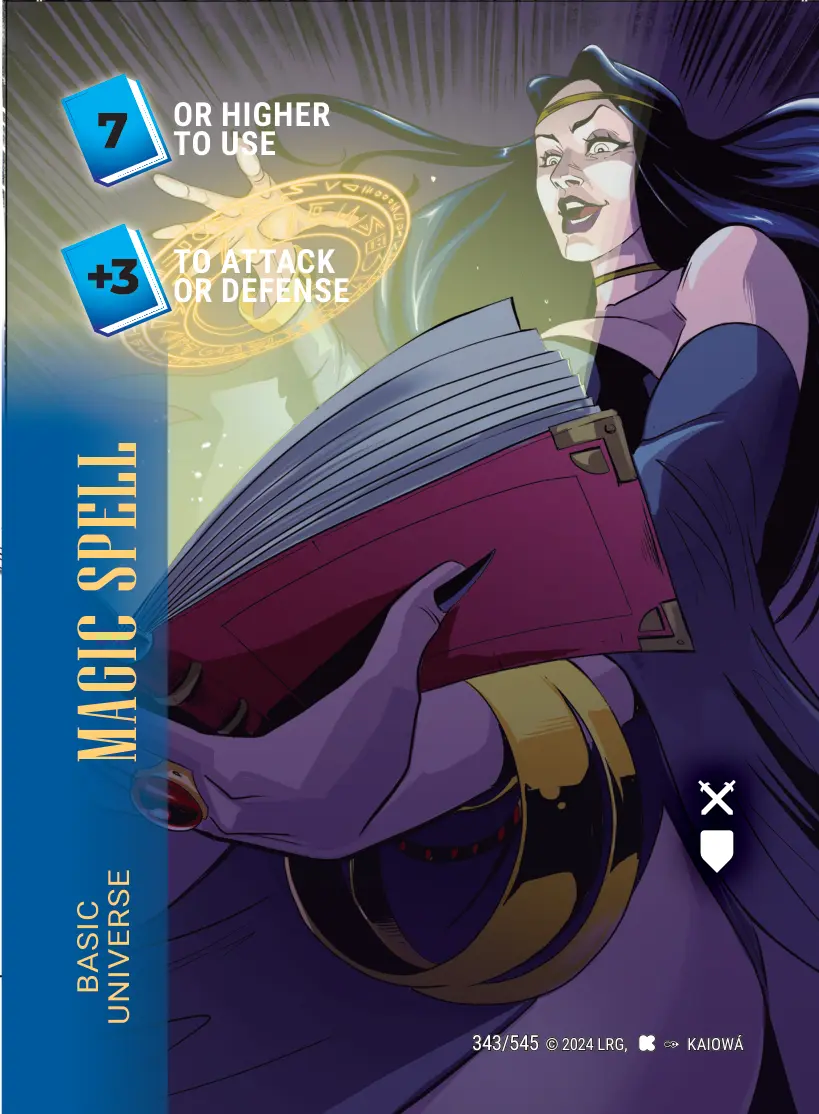 7
OR HIGHER
TO USE
+3
TO ATTACK
OR DEFENSE
MAGIC SPELL
BASIC
UNIVERSE
343/545 © 2024 LRG, KAIOWÁ